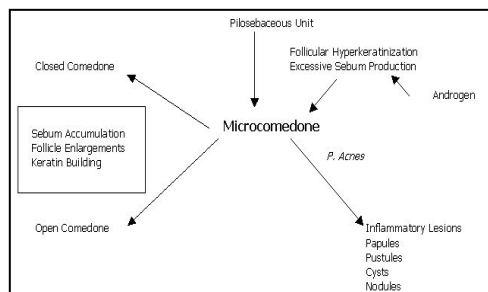 Pilosebaceous Unit
Follicular Hyperkeratinization
Excessive Sebum Production
Closed Comedone
Androgen
Microcomedone
Sebum Accumulation
Follicle Enlargements
Keratin Building
P. Acnes
Open Comedone
Inflammatory Lesions
Papules
Pustules
Cysts
Nodules